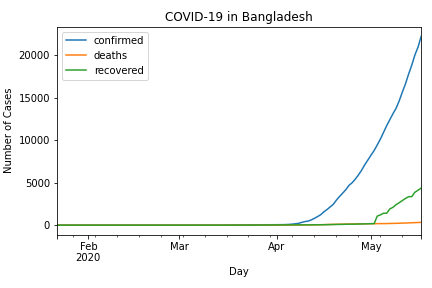 COVID-19 in Bangladesh
confirmed
deaths
recovered
20000
15000
10000
5000
0
Number of Cases
Feb
2020
Mar
Apr
May
Day